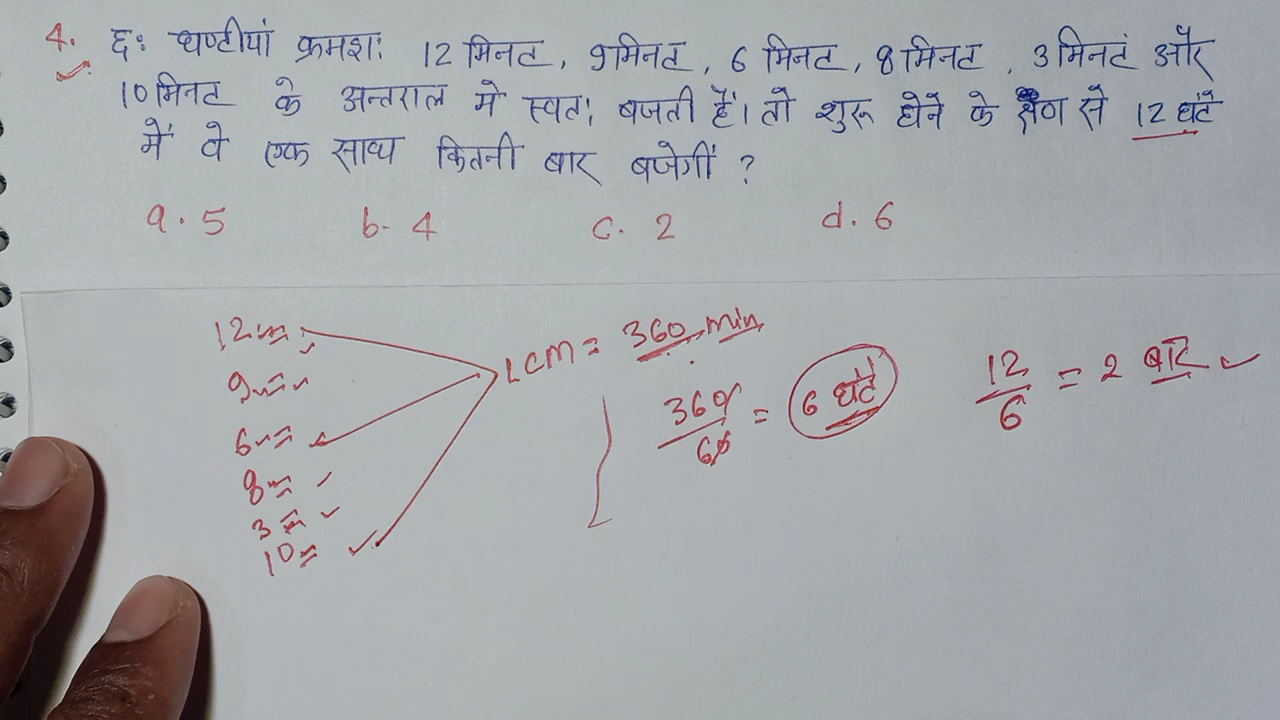 4. छः घण्टीयां क्रमशः 12 मिनट, 9 मिनट, 6 मिनट, 8 मिनट, 3 मिनट और
10 मिनट के अन्तराल में स्वतः बजती हैं। तो शुरू होने के क्षण से 12 घंटे
में वे एक साथ कितनी बार बजेगीं ?
a. 5 b. 4 c. 2 d. 6
12 m
9 m
6 m
8 m
3 m
10 m
LCM = 360 min
360/60 = 6 घंटे
12/6 = 2 बार